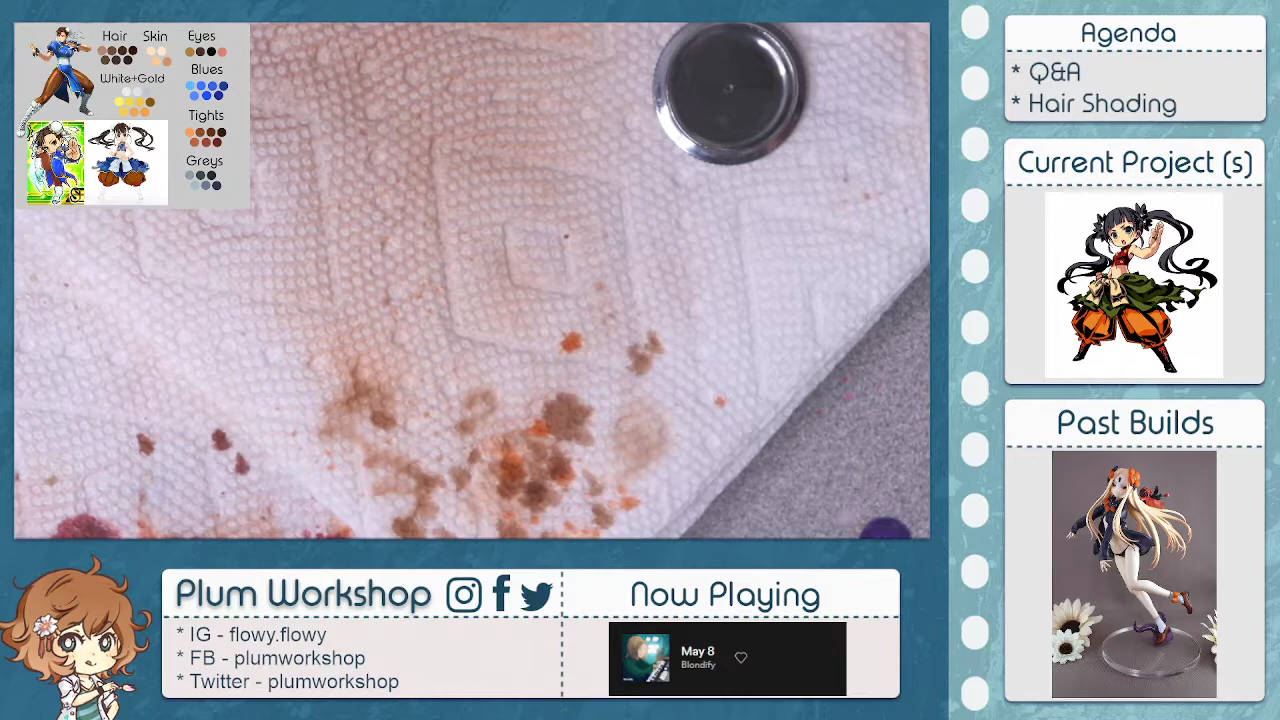 Hair Skin Eyes
White+Gold
Blues
Tights
Greys
Agenda
* Q&A
* Hair Shading
Current Project (s)
Past Builds
Plum Workshop
* IG - flowy.flowy
* FB - plumworkshop
* Twitter - plumworkshop
Now Playing
May 8
Blondify